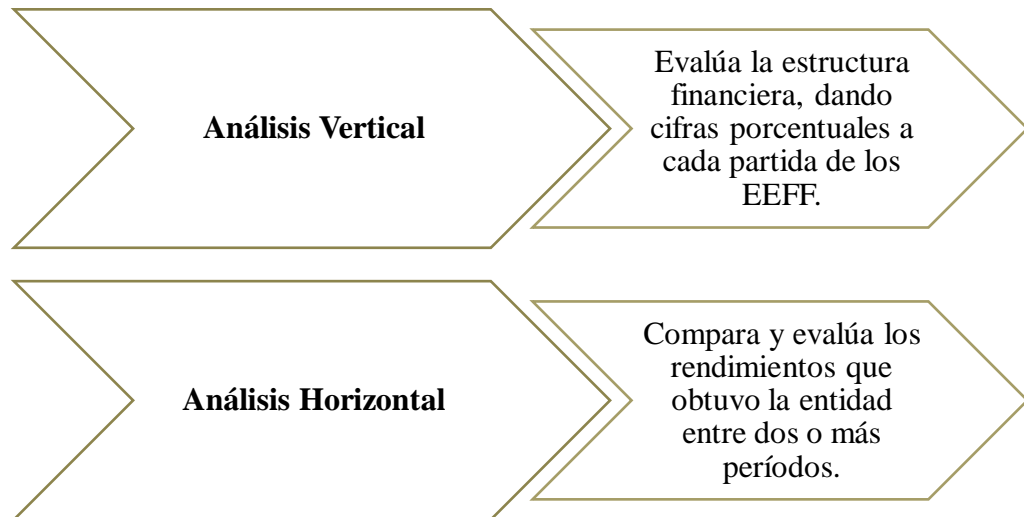 Análisis Vertical
Evalúa la estructura
financiera, dando
cifras porcentuales a
cada partida de los
EEFF.
Análisis Horizontal
Compara y evalúa los
rendimientos que
obtuvo la entidad
entre dos o más
períodos.